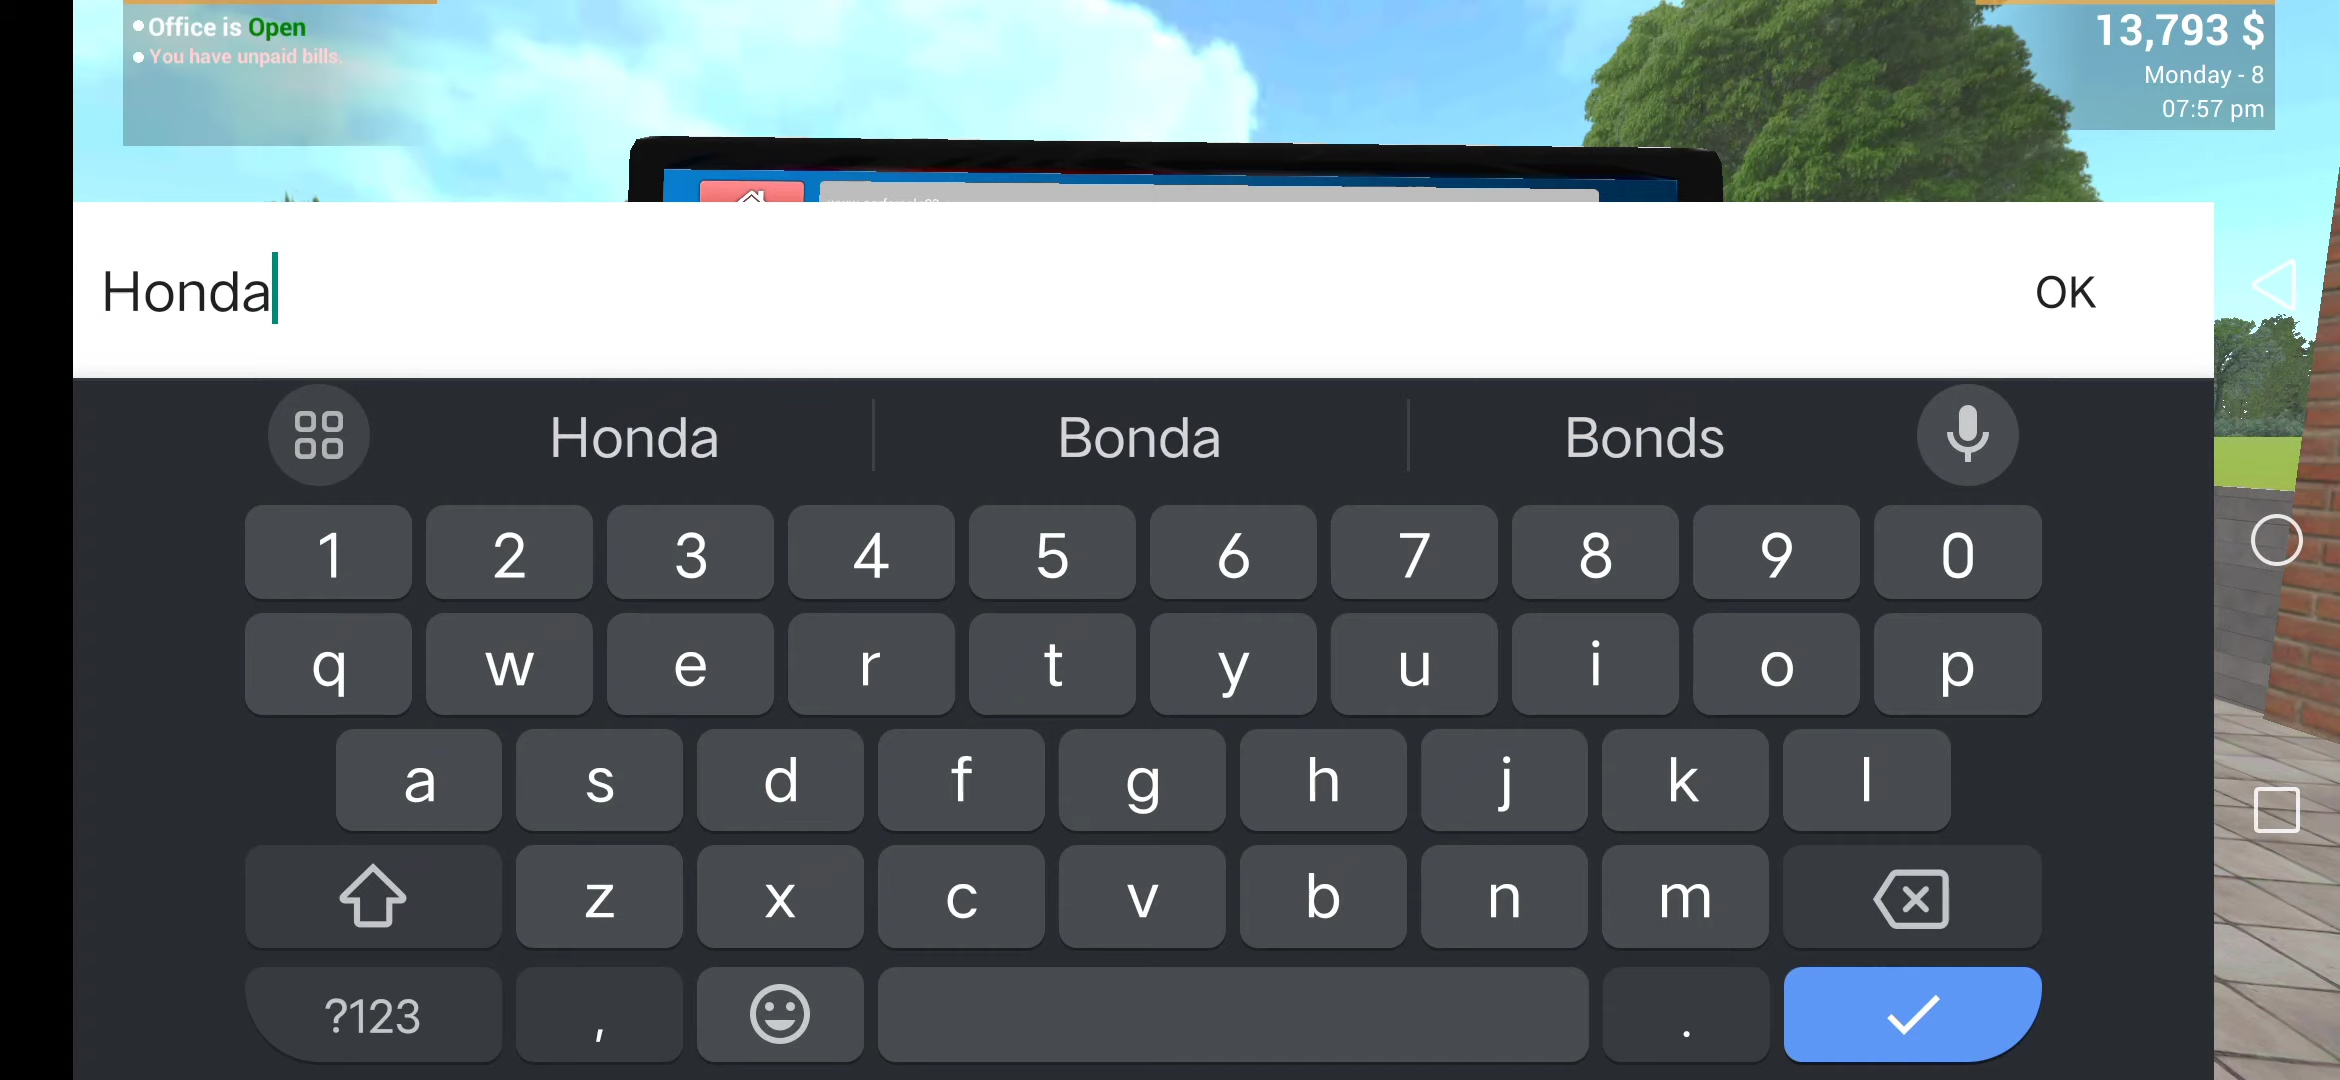 Office is Open
You have unpaid bills.
13,793 $
Monday - 8
07:57 pm
Honda
OK
Honda Bonda Bonds
1 2 3 4 5 6 7 8 9 0
q w e r t y u i o p
a s d f g h j k l
z x c v b n m
?123 , .